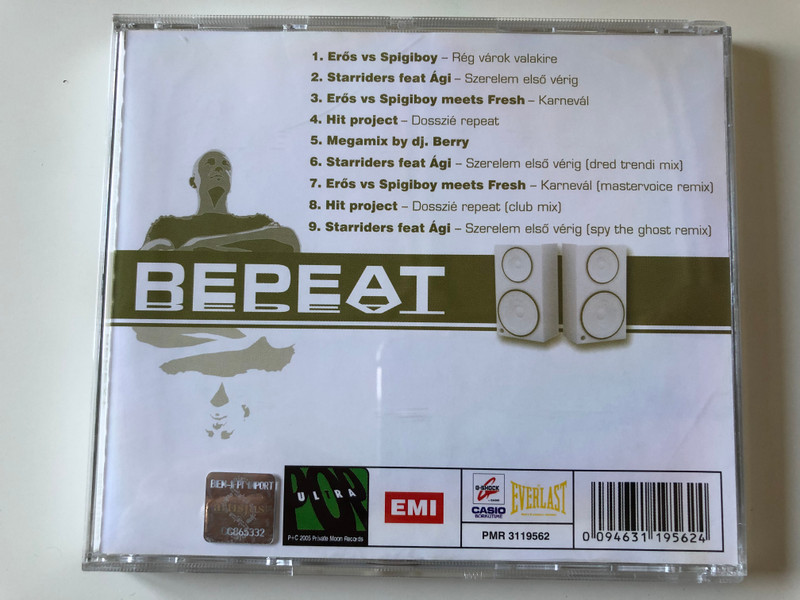 1. Erős vs Spigiboy – Rég várok valakire
2. Starriders feat Ági – Szerelem első vérig
3. Erős vs Spigiboy meets Fresh – Karnevál
4. Hit project – Dosszié repeat
5. Megamix by dj. Berry
6. Starriders feat Ági – Szerelem első vérig (dred trendi mix)
7. Erős vs Spigiboy meets Fresh – Karnevál (mastervoice remix)
8. Hit project – Dosszié repeat (club mix)
9. Starriders feat Ági – Szerelem első vérig (spy the ghost remix)
REPEAT
POP
ULTRA
P+C 2005 Private Moon Records
EMI
G-SHOCK
CASIO
EVERLAST
PMR 3119562
0 094631 195624